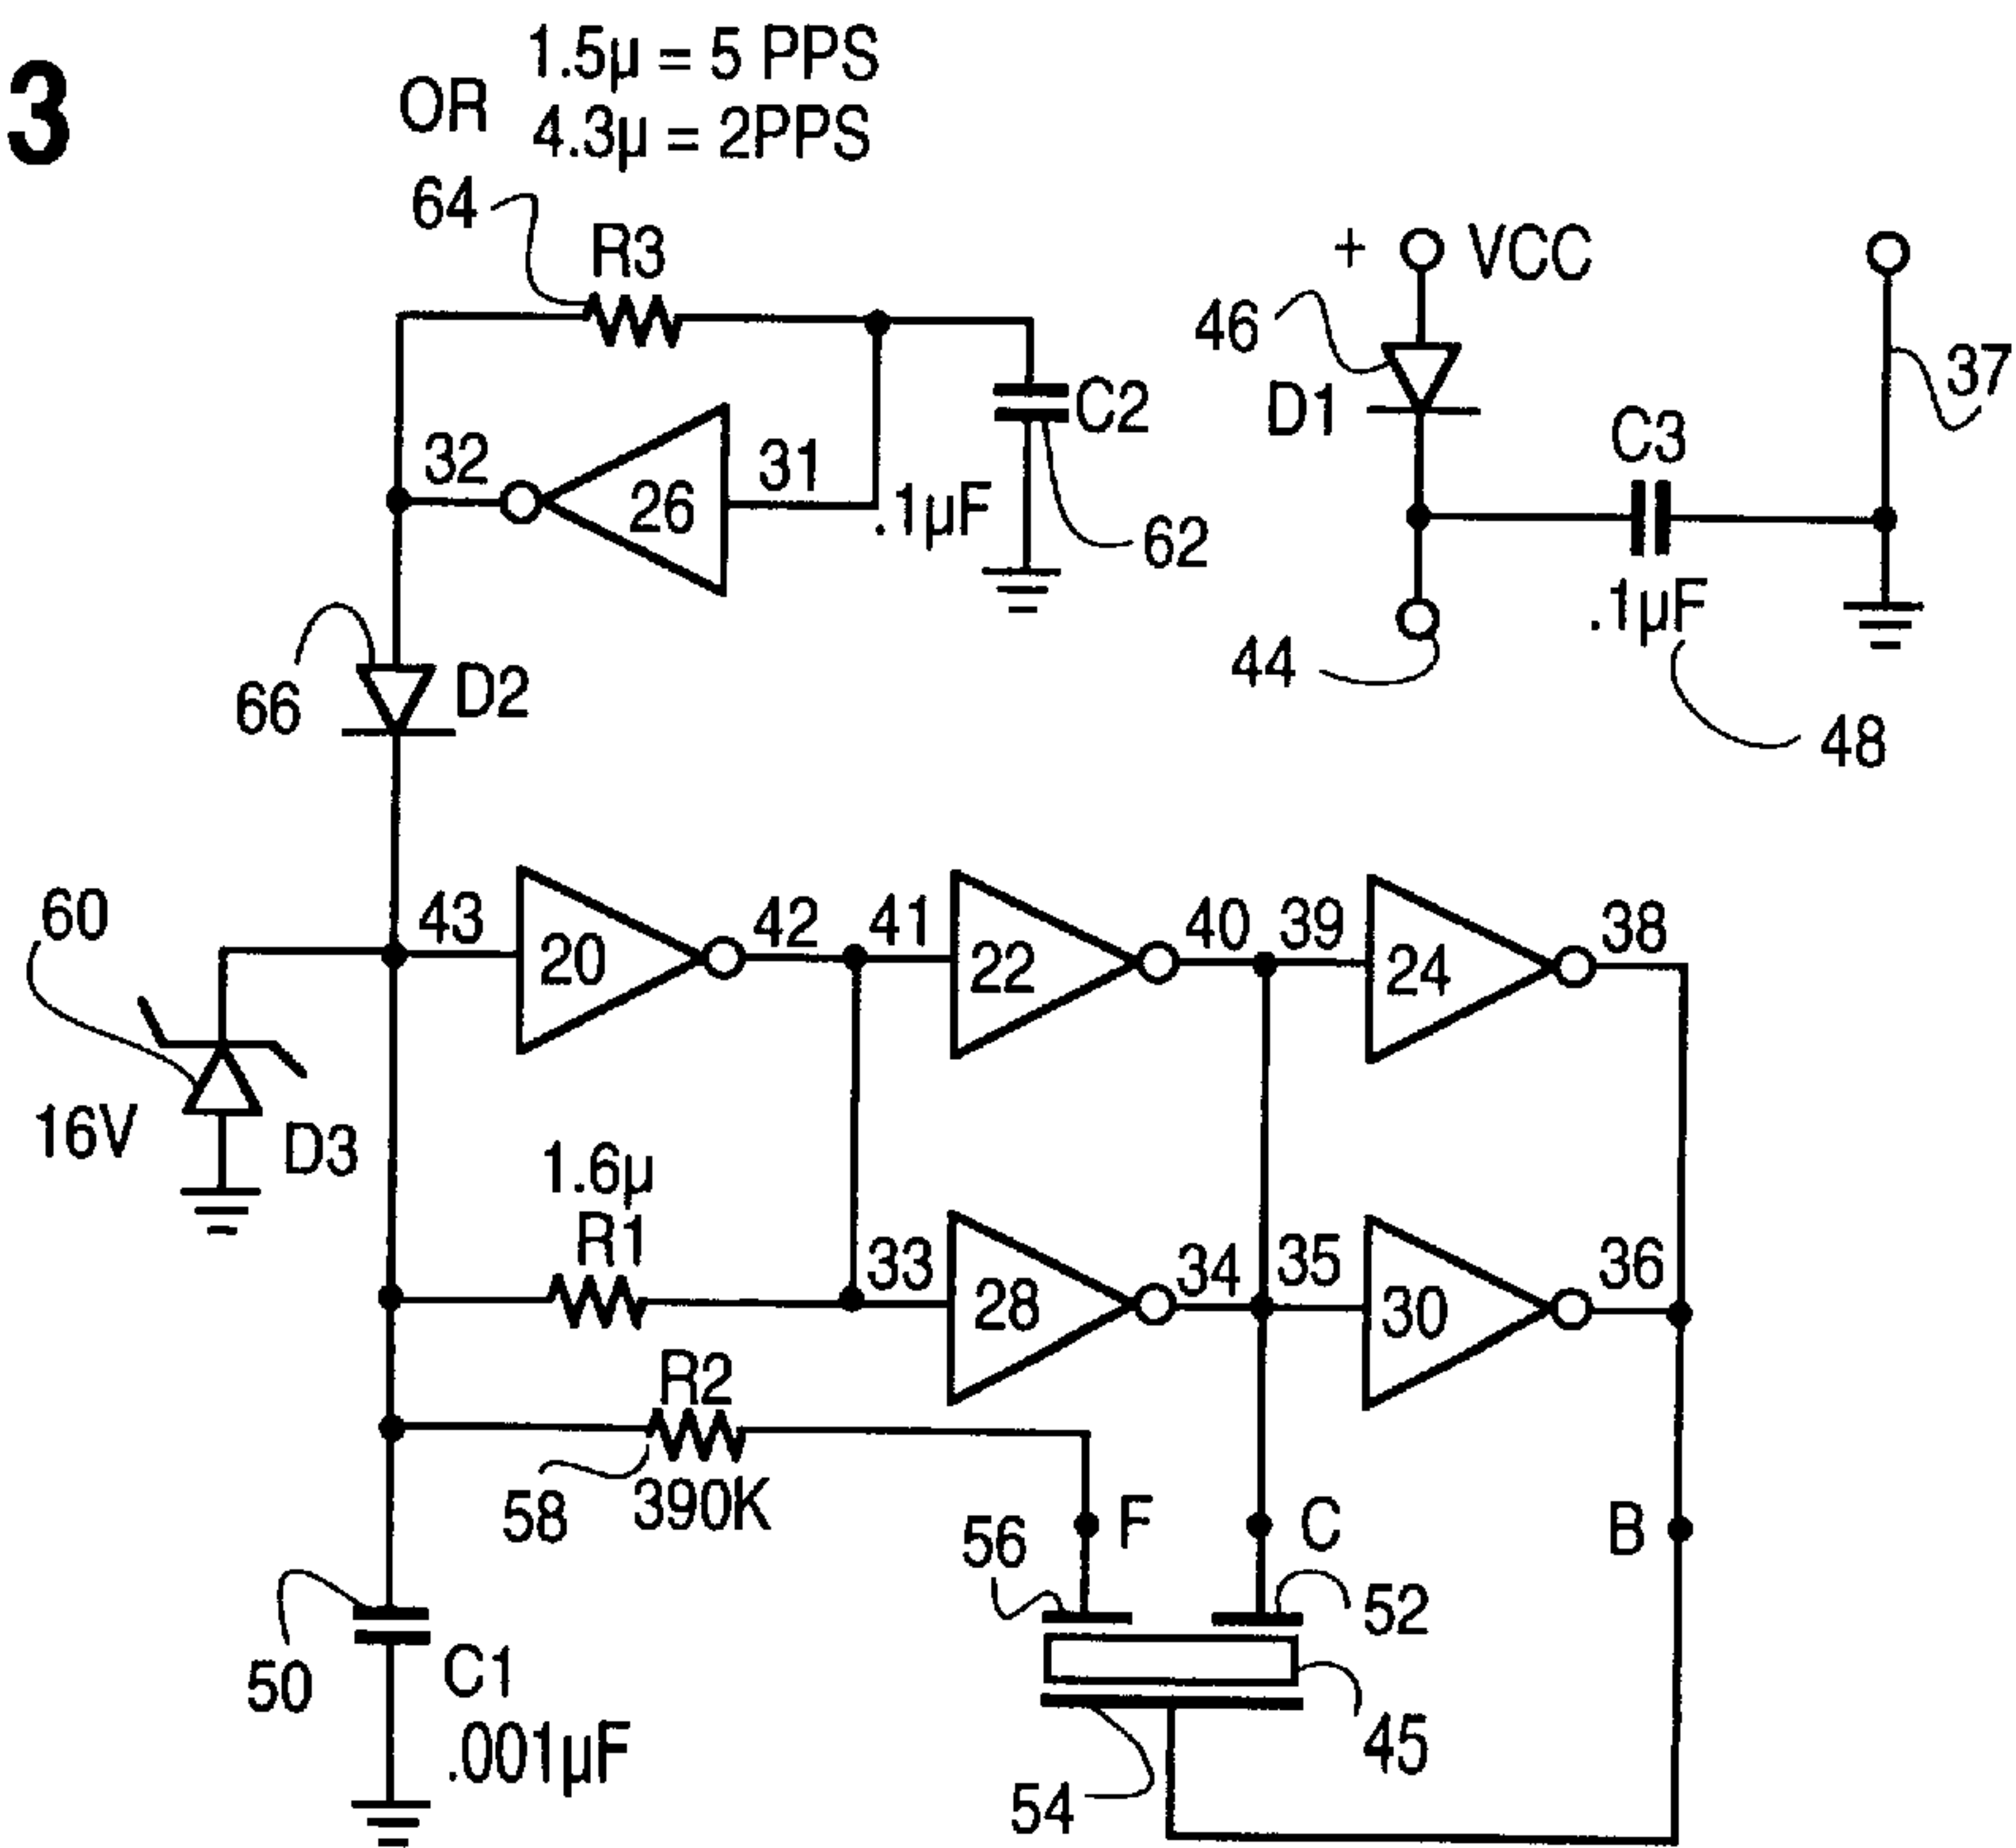 3
OR
1.5μ = 5 PPS
4.3μ = 2PPS
64
R3
+
VCC
46
D1
37
C2
C3
32
26
31
.1μF
62
.1μF
44
48
66
D2
60
43
20
42
41
22
40
39
24
38
16V
D3
1.6μ
R1
33
28
34
35
30
36
R2
58
390K
56
F
C
B
52
50
C1
.001μF
45
54